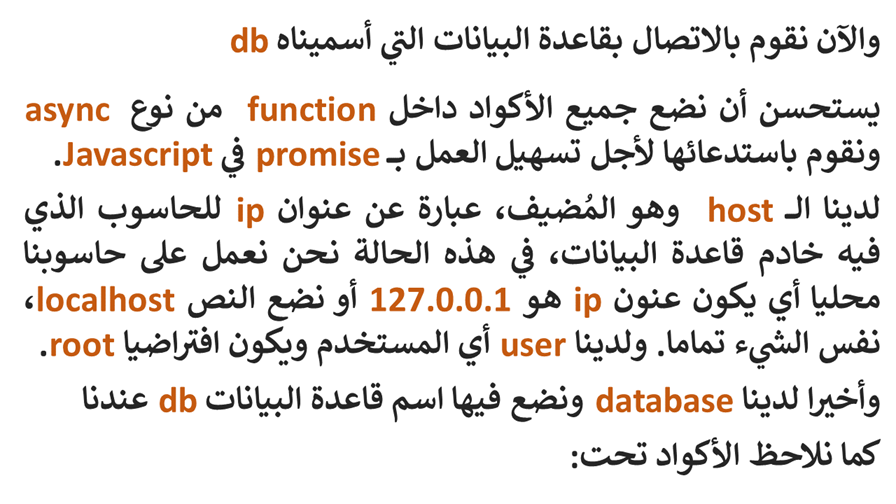 والآن نقوم بالاتصال بقاعدة البيانات التي أسميناه db
يستحسن أن نضع جميع الأكواد داخل function من نوع async
ونقوم باستدعائها لأجل تسهيل العمل بـ promise في Javascript.
لدينا الـ host وهو المُضيف، عبارة عن عنوان ip للحاسوب الذي
فيه خادم قاعدة البيانات، في هذه الحالة نحن نعمل على حاسوبنا
محليا أي يكون عنون ip هو 127.0.0.1 أو نضع النص localhost،
نفس الشيء تماما. ولدينا user أي المستخدم ويكون افتراضيا root.
وأخيرا لدينا database ونضع فيها اسم قاعدة البيانات db عندنا
كما نلاحظ الأكواد تحت: